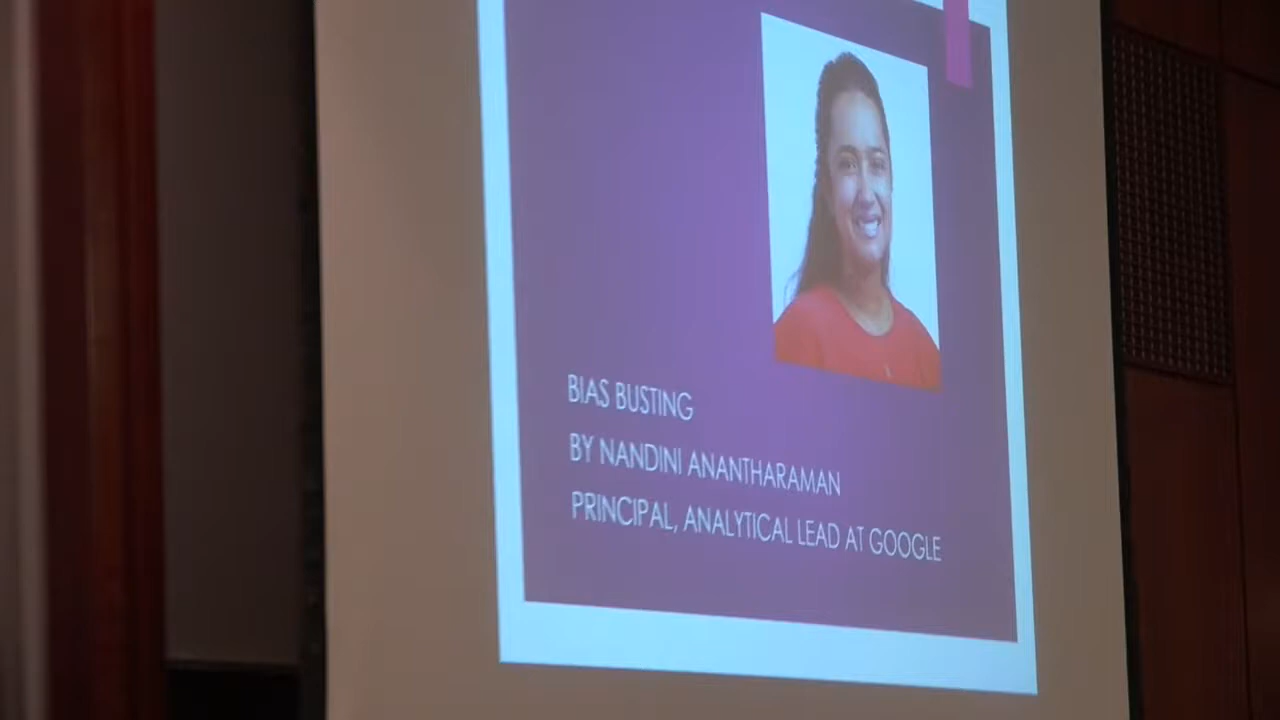 BIAS BUSTING
BY NANDINI ANANTHARAMAN
PRINCIPAL, ANALYTICAL LEAD AT GOOGLE